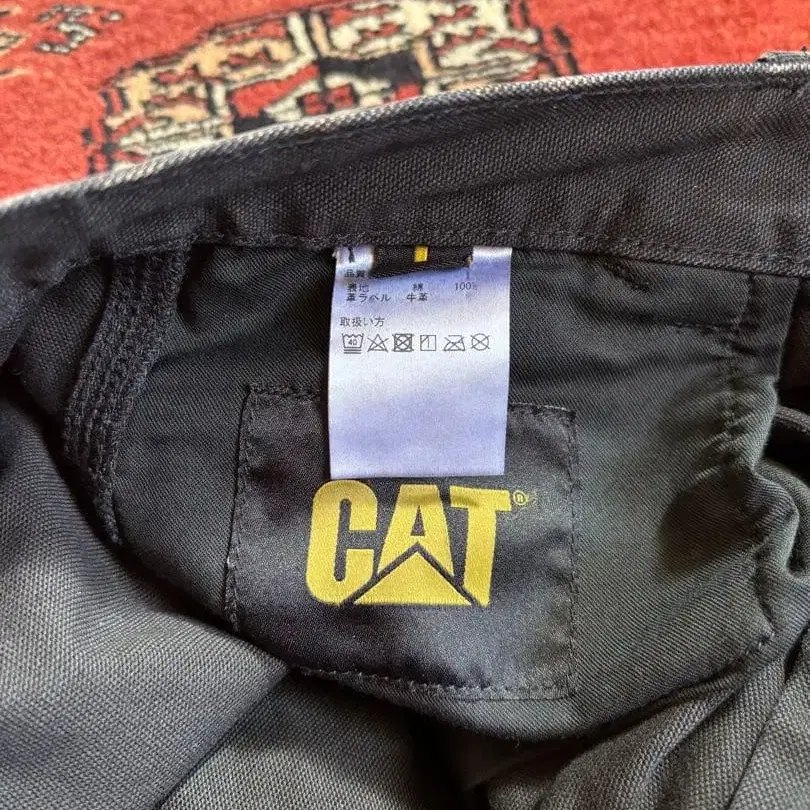 品質
表地 綿 100%
革ラベル 牛革
取扱い方
40
CAT®